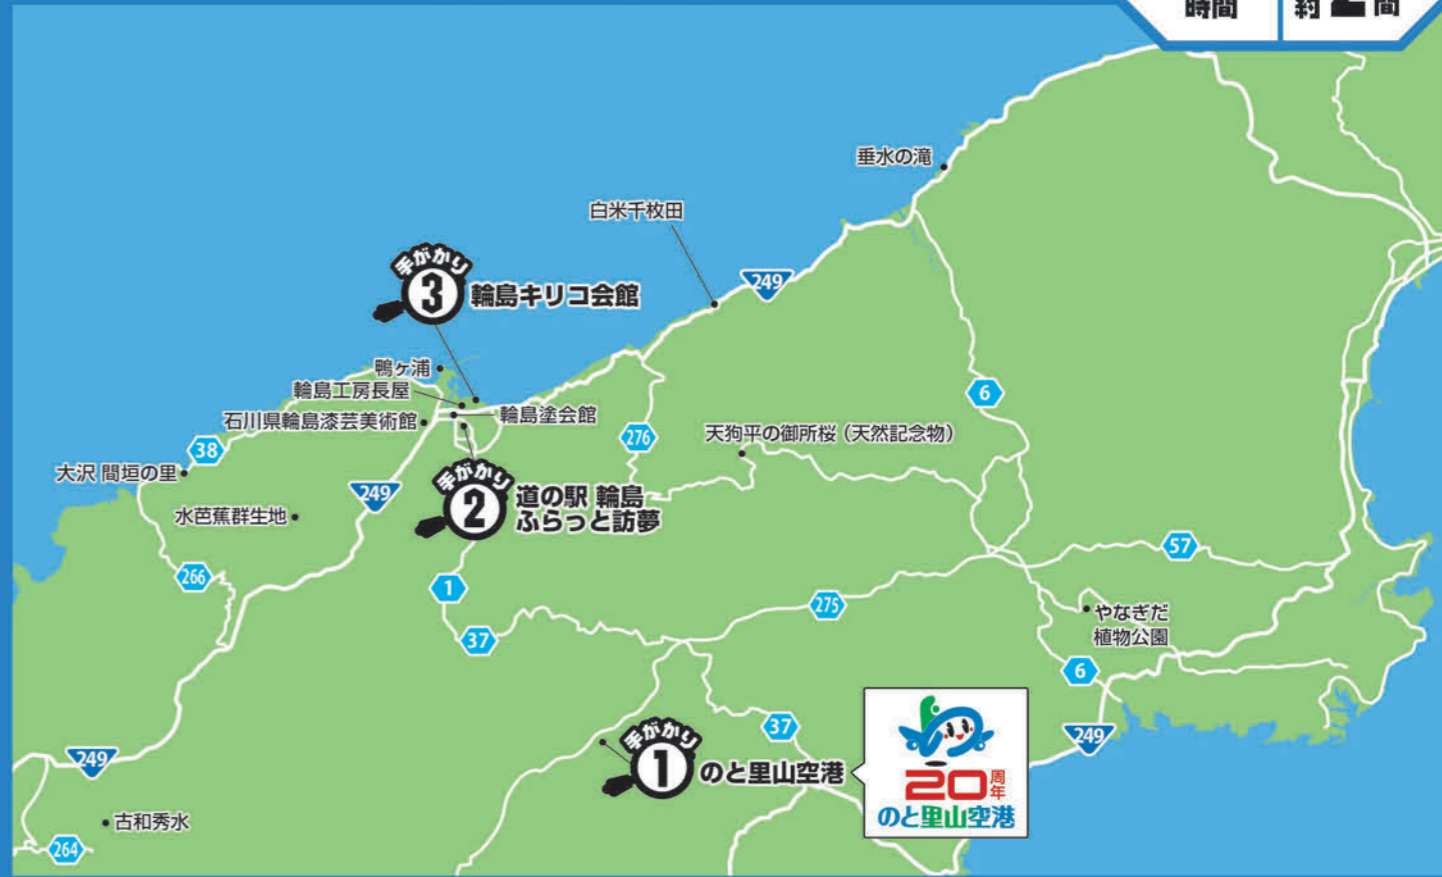 時間
約
間
垂水の滝
白米千枚田
249
手がかり
3
輪島キリコ会館
鴨ヶ浦
輪島工房長屋
石川県輪島漆芸美術館
輪島塗会館
6
276
天狗平の御所桜(天然記念物)
38
大沢 間垣の里
249
手がかり
2
道の駅 輪島
ふらっと訪夢
水芭蕉群生地
266
1
57
275
37
やなぎだ
植物公園
6
37
249
手がかり
1
のと里山空港
20周年
のと里山空港
249
古和秀水
264